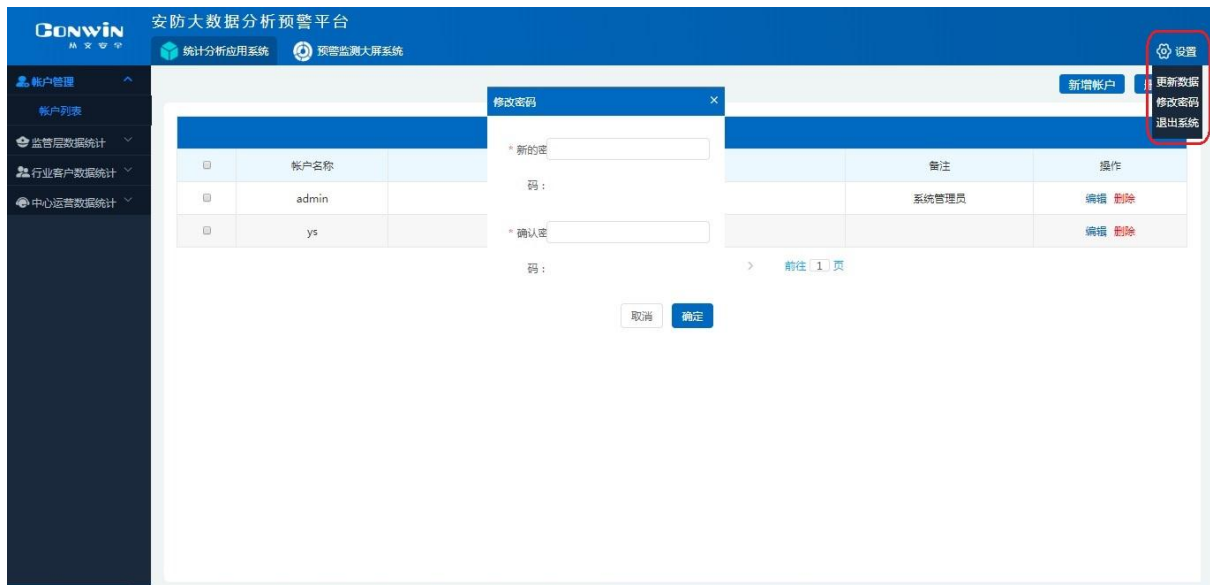 CONWIN
安防大数据分析预警平台
统计分析应用系统
预警监测大屏系统
设置
更新数据
修改密码
退出系统
帐户管理
帐户列表
监管层数据统计
行业客户数据统计
中心运营数据统计
新增帐户
修改密码
×
* 新的密
码：
* 确认密
码：
取消 确定
帐户名称 备注 操作
admin 系统管理员 编辑 删除
ys 编辑 删除
前往 1 页